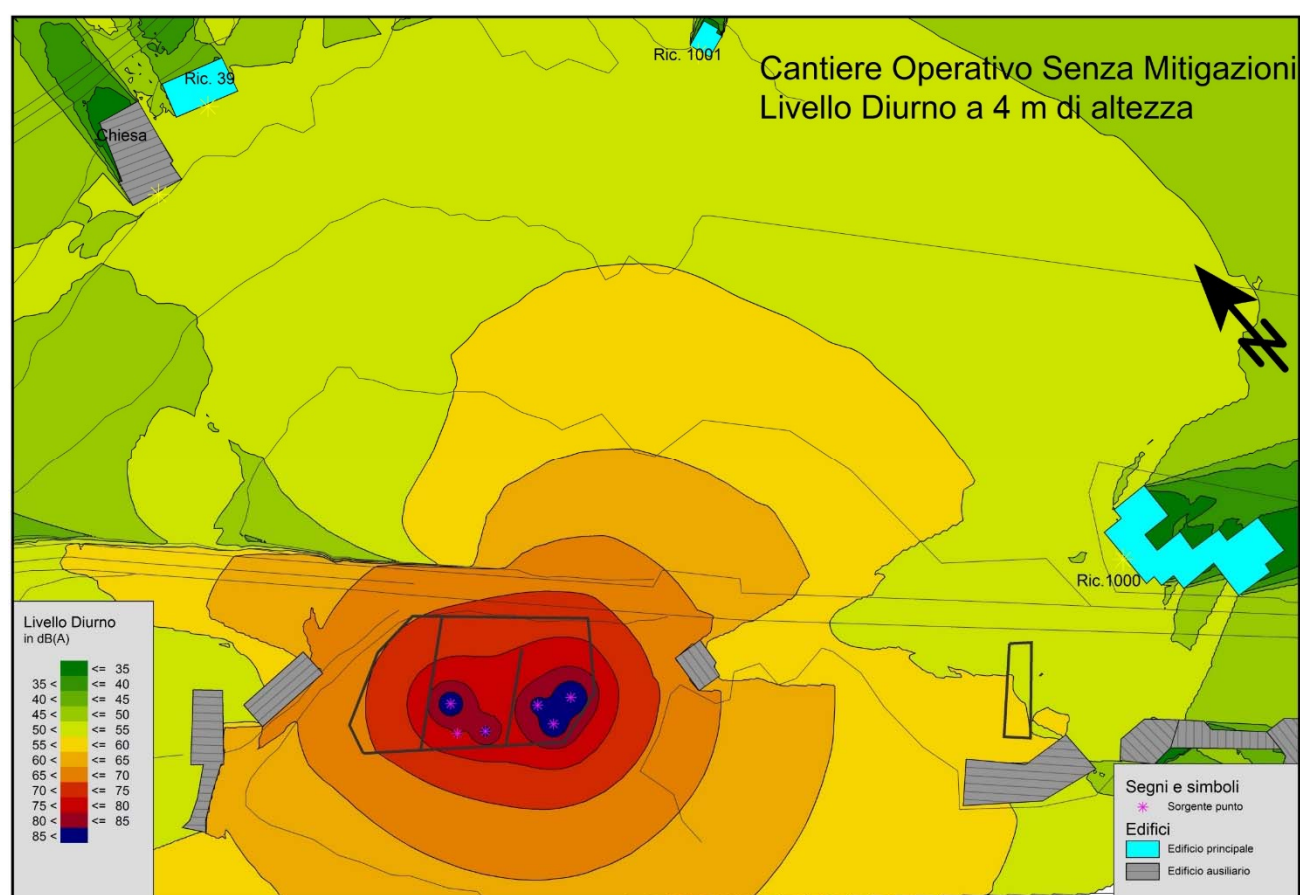 Ric. 1001
Cantiere Operativo Senza Mitigazioni
Livello Diurno a 4 m di altezza
Ric. 39
Chiesa
Ric.1000
Livello Diurno
in dB(A)
<= 35
35 < <= 40
40 < <= 45
45 < <= 50
50 < <= 55
55 < <= 60
60 < <= 65
65 < <= 70
70 < <= 75
75 < <= 80
80 < <= 85
85 <
Segni e simboli
Sorgente punto
Edifici
Edificio principale
Edificio ausiliario